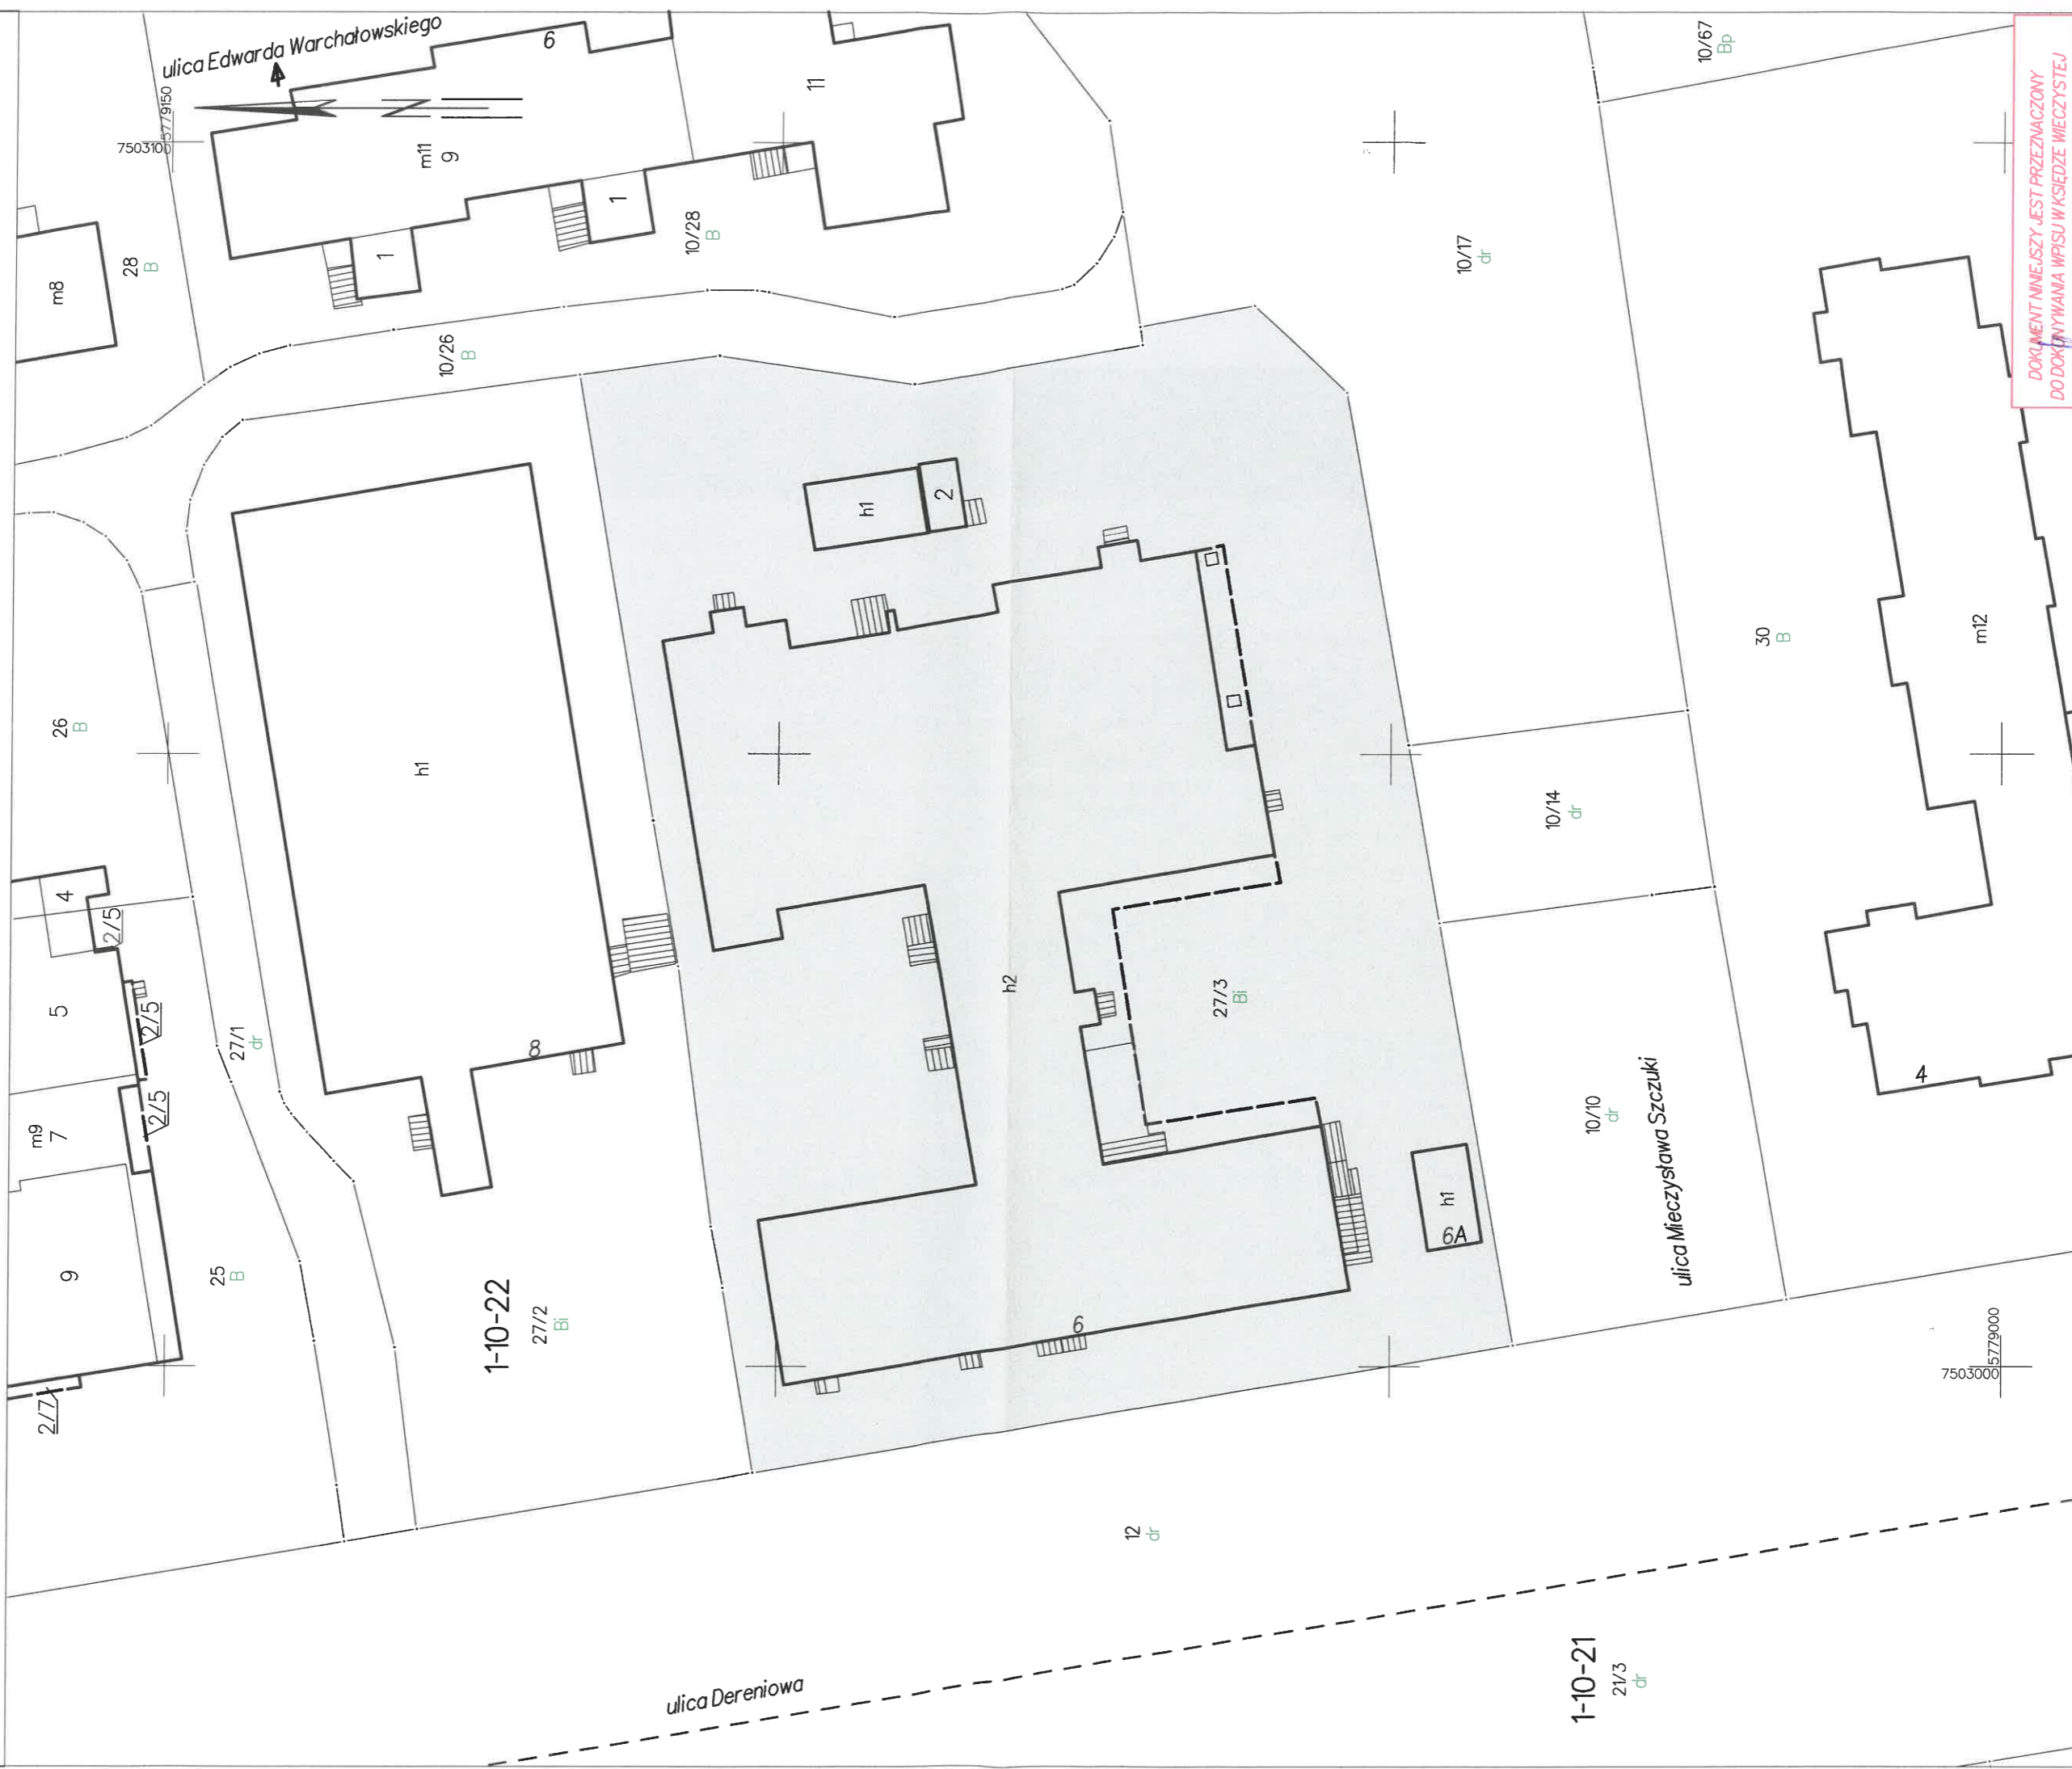 ulica Edwarda Warchałowskiego
6
10/67
Bp
DOKUMENT NINIEJSZY JEST PRZEZNACZONY
DO DOKONYWANIA WPISU W KSIĘDZE WIECZYSTEJ
7503100
5779150
m11
9
11
1
1
10/28
B
m8
28
B
10/17
dr
10/26
B
h1
2
26
B
h1
30
B
m12
10/14
dr
4
2/5
5
2/5
m9
7
2/5
27/1
dr
8
h2
27/3
Bi
10/10
dr
ulica Mieczysława Szczuki
4
9
25
B
1-10-22
27/2
Bi
6
h1
6A
2/7
7503000
5779000
12
dr
ulica Dereniowa
1-10-21
21/3
dr